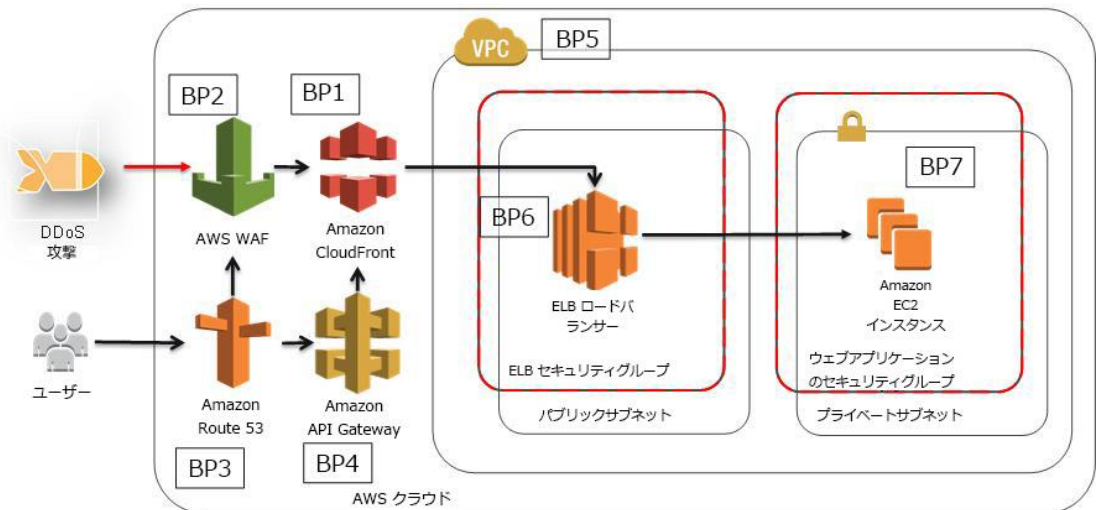 VPC
BP5
BP2
BP1
BP7
BP6
DDoS
攻撃
AWS WAF
Amazon
CloudFront
ELB ロードバ
ランサー
Amazon
EC2
インスタンス
ユーザー
Amazon
Route 53
Amazon
API Gateway
ELB セキュリティグループ
パブリックサブネット
ウェブアプリケーション
のセキュリティグループ
プライベートサブネット
BP3
BP4
AWS クラウド